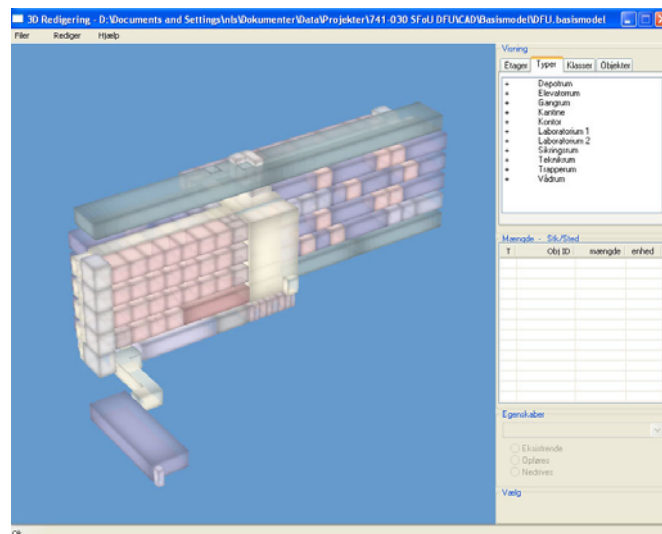 3D Redigering - D:\Documents and Settings\nls\Dokumenter\Data\Projekter\741-030 SFoU DFU\CAD\Basismodel\DFU.basismodel
Filer Rediger Hjælp
Visning
Etager Typer Klasser Objekter
+ Depotrum
+ Elevatorrum
+ Gangrum
+ Kantine
+ Kontor
+ Laboratorium 1
+ Laboratorium 2
+ Sikringsrum
+ Teknikrum
+ Trapperum
+ Vådrum
Mængde - Stk/Sted
T Obj ID mængde enhed
Egenskaber
Eksisterende
Opføres
Nedrives
Vælg
Ok